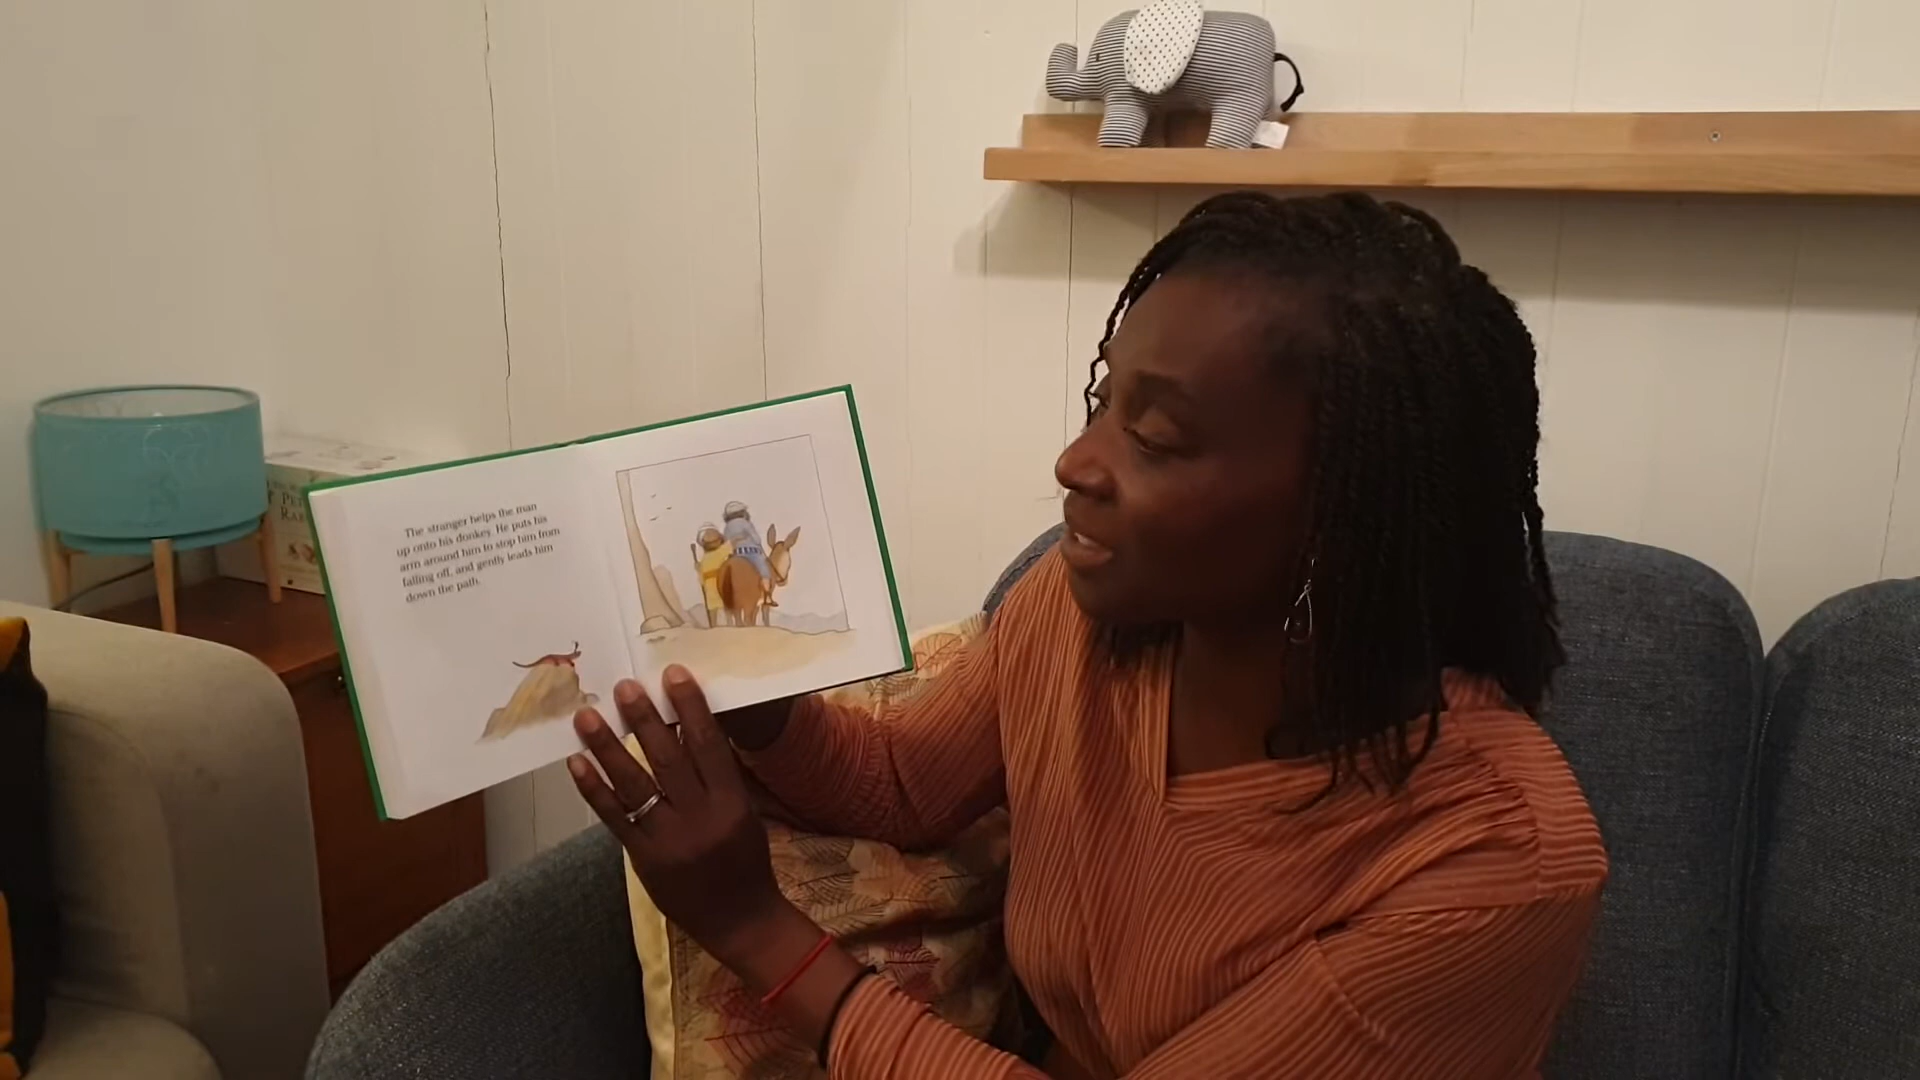 The stranger helps the man
up onto his donkey. He puts his
arm around him to stop him from
falling off, and gently leads him
down the path.